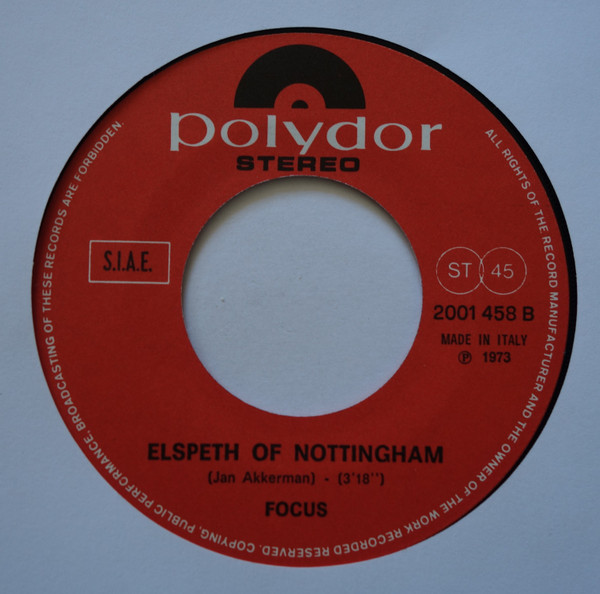 polydor
STEREO
S.I.A.E.
ST 45
2001 458 B
MADE IN ITALY
℗ 1973
ELSPETH OF NOTTINGHAM
(Jan Akkerman) - (3'18'')
FOCUS
ALL RIGHTS OF THE RECORD MANUFACTURER AND THE OWNER OF THE WORK RECORDED RESERVED. COPYING, PUBLIC PERFORMANCE, BROADCASTING OF THESE RECORDS ARE FORBIDDEN.